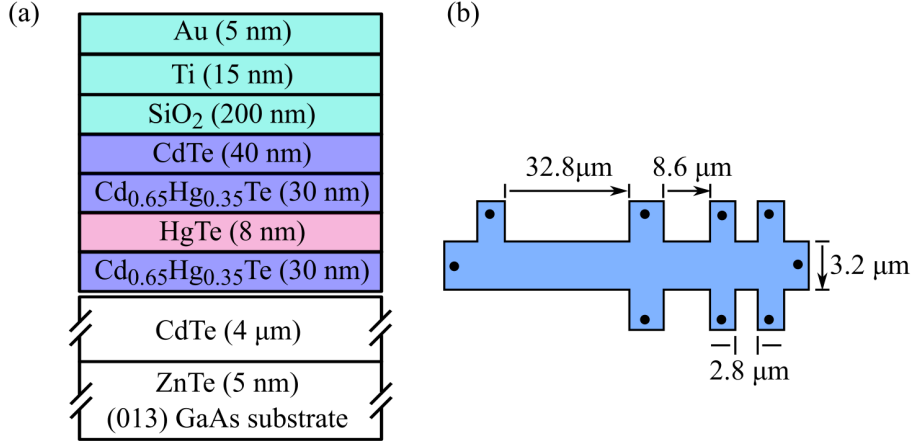 (a)
Au (5 nm)
Ti (15 nm)
SiO₂ (200 nm)
CdTe (40 nm)
Cd₀.₆₅Hg₀.₃₅Te (30 nm)
HgTe (8 nm)
Cd₀.₆₅Hg₀.₃₅Te (30 nm)
CdTe (4 μm)
ZnTe (5 nm)
(013) GaAs substrate
(b)
32.8μm
8.6 μm
3.2 μm
2.8 μm